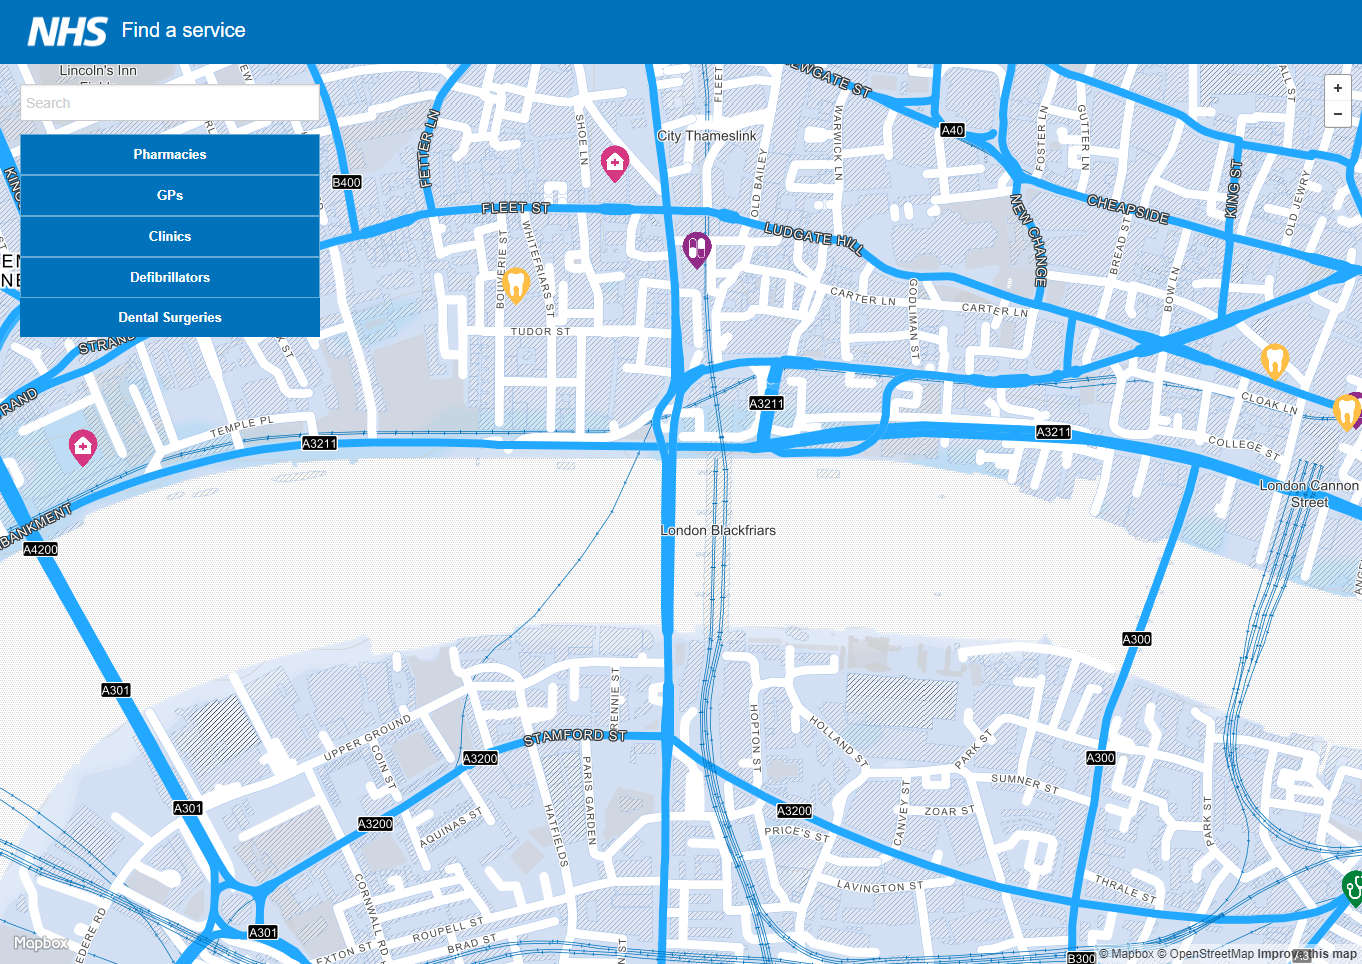 NHS Find a service
Lincoln's Inn
Search
Pharmacies
GPs
Clinics
Defibrillators
Dental Surgeries
FETTER LN
B400
SHOE LN
FLEET
City Thameslink
OLD BAILEY
WARWICK LN
A40
FOSTER LN
GUTTER LN
KING ST
OLD JEWRY
CHEAPSIDE
NEW CHANGE
BREAD ST
BOW LN
FLEET ST
LUDGATE HILL
BOUVERIE ST
WHITEFRIARS ST
TUDOR ST
CARTER LN
GODLIMAN ST
CARTER LN
STRAND
STRAND
TEMPLE PL
A3211
A3211
A3211
CLOAK LN
COLLEGE ST
London Cannon
Street
A4200
London Blackfriars
A300
A301
UPPER GROUND
COIN ST
RENNIE ST
STAMFORD ST
A3200
HOPTON ST
HOLLAND ST
PARK ST
SUMNER ST
A300
A301
A3200
AQUINAS ST
HATFIELDS
PARIS GARDEN
A3200
PRICE'S ST
CANVEY ST
ZOAR ST
PARK ST
LAVINGTON ST
THRALE ST
CORNWALL RD
ROUPELL ST
BRAD ST
A301
EXTON ST
B300
A3
Mapbox
© Mapbox © OpenStreetMap Improve this map